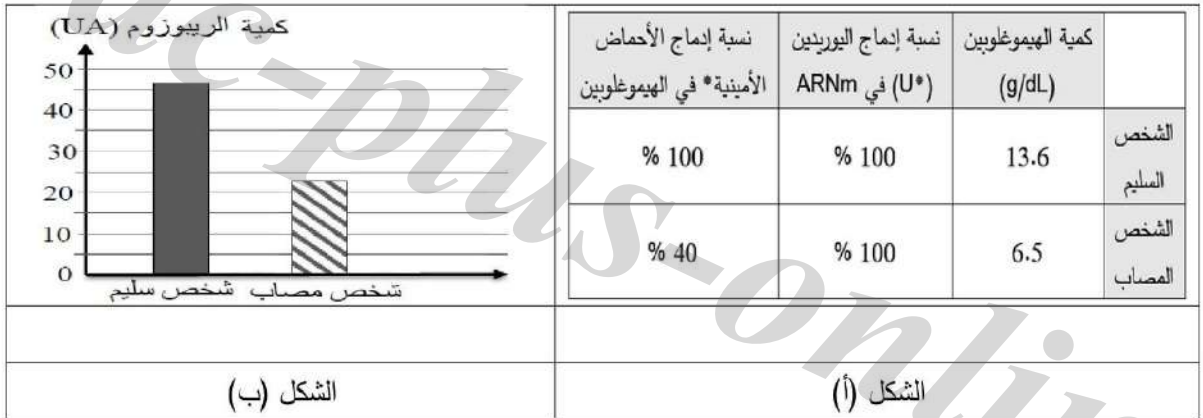 كمية الهيموغلوبين (g/dL)
نسبة إدماج اليوريدين (U*) في ARNm
نسبة إدماج الأحماض الأمينية* في الهيموغلوبين
الشخص السليم
13.6
% 100
% 100
الشخص المصاب
6.5
% 100
% 40
الشكل (أ)
كمية الريبوزوم (UA)
50
40
30
20
10
0
شخص سليم
شخص مصاب
الشكل (ب)